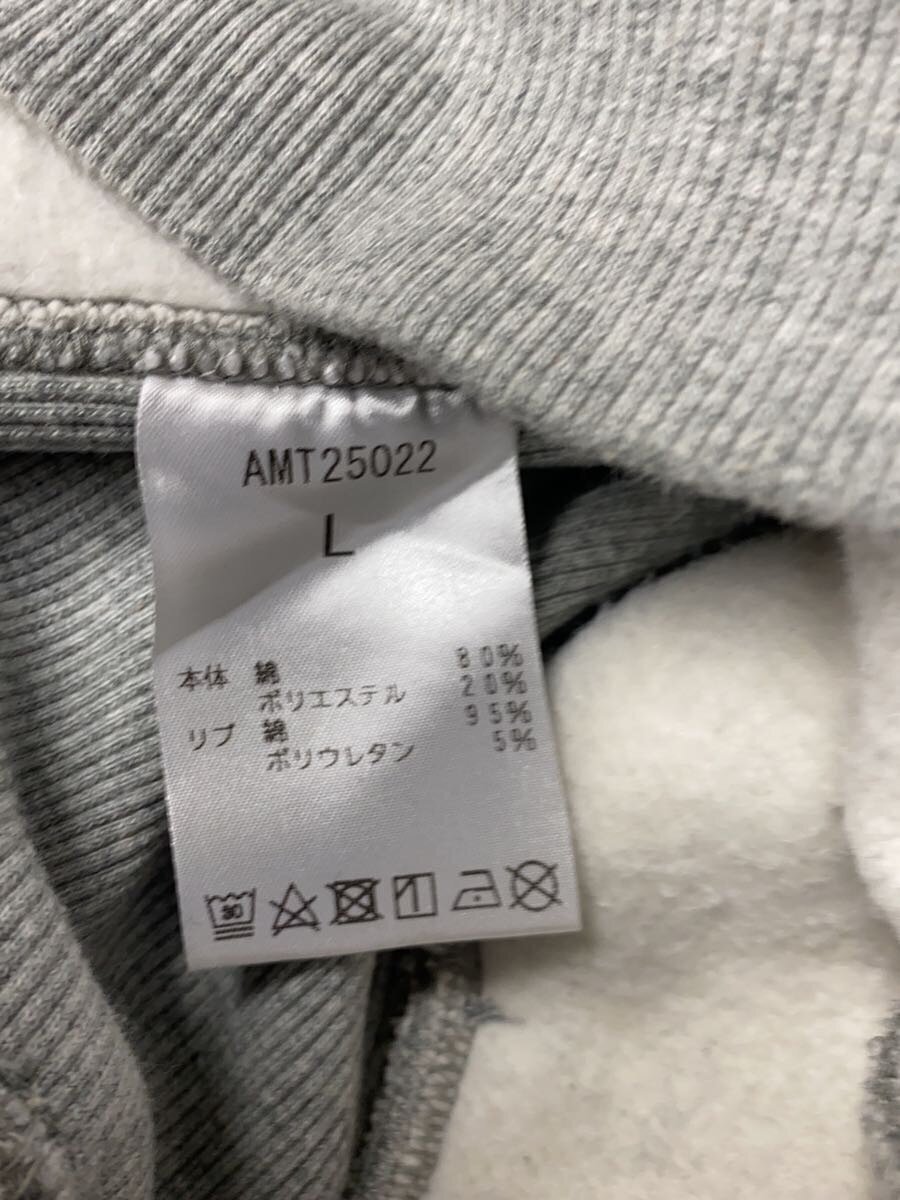 AMT25022
L
本体 綿 80%
ポリエステル 20%
リブ 綿 95%
ポリウレタン 5%
30